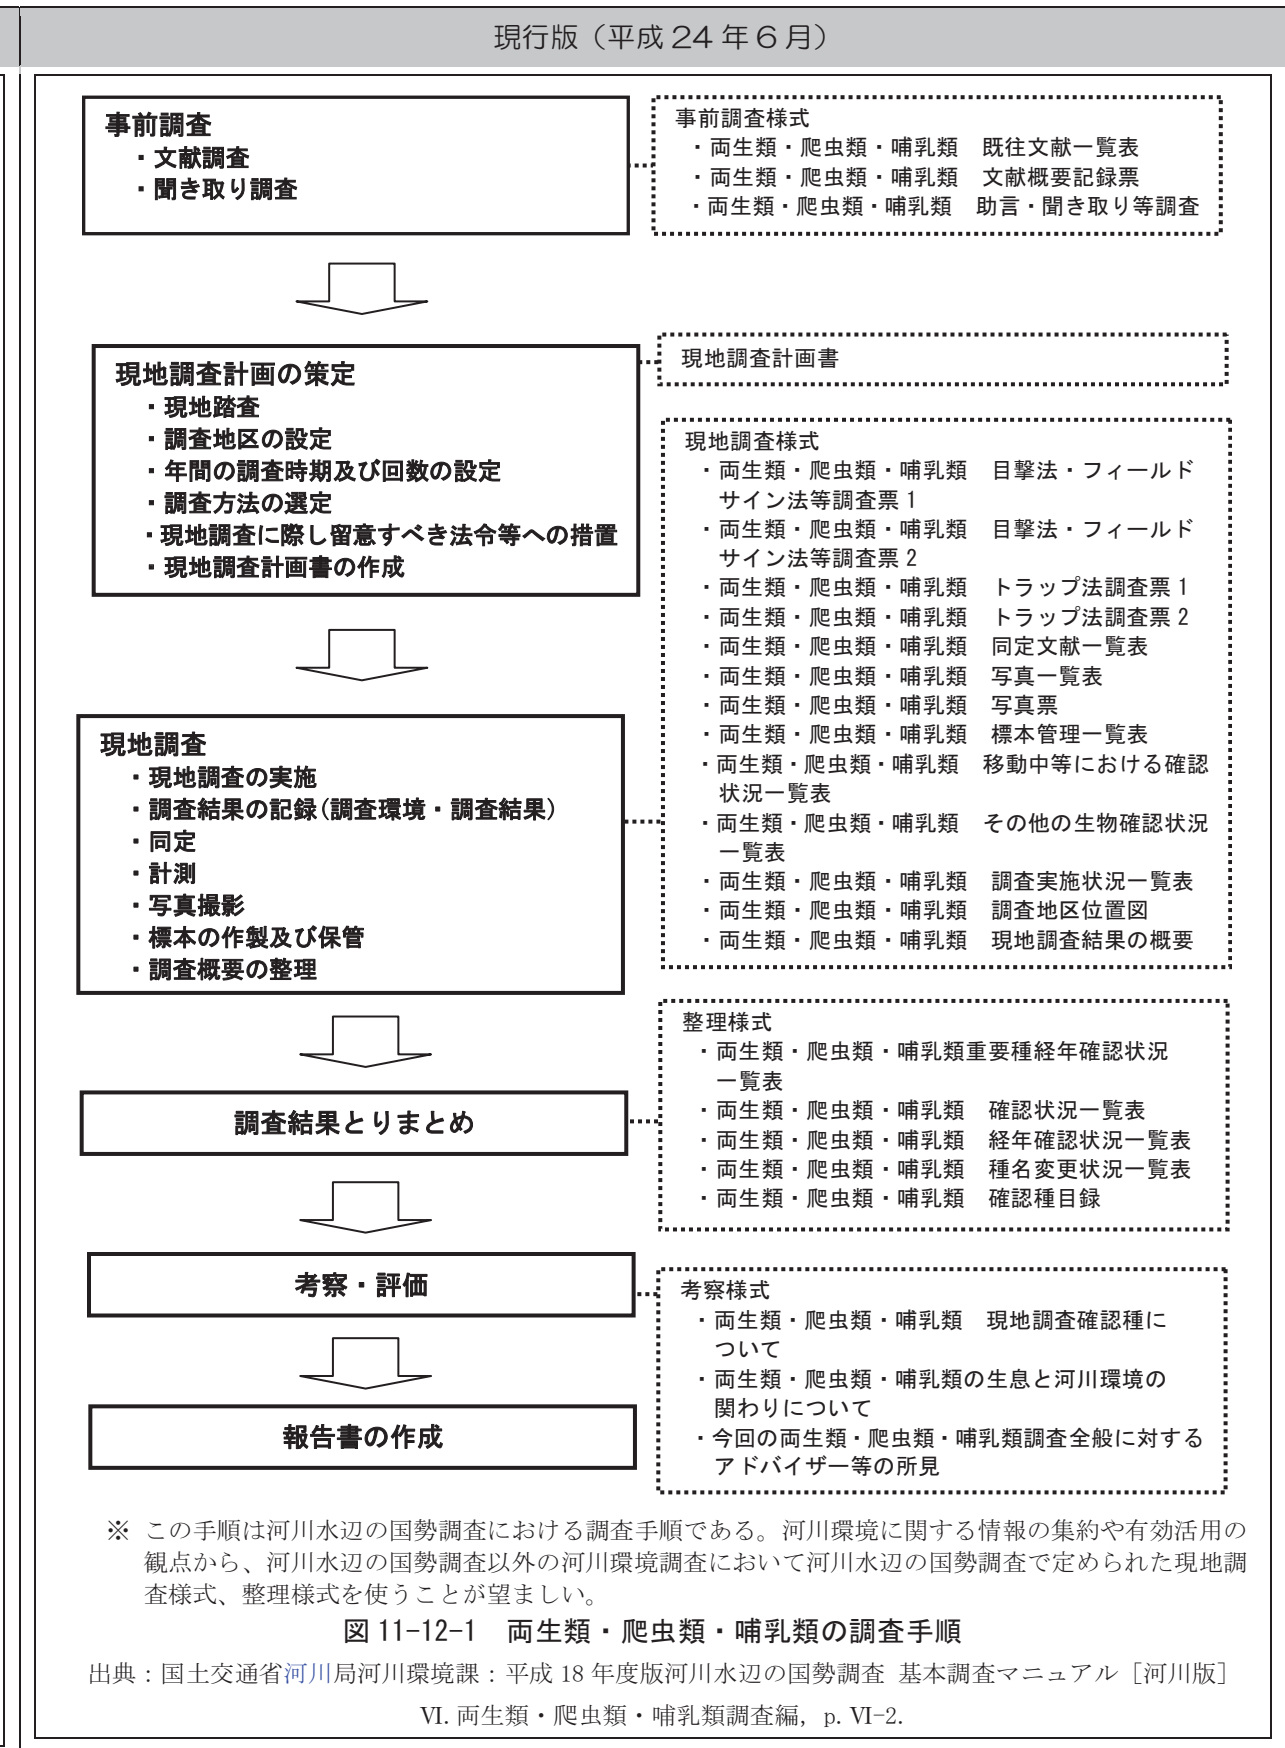 現行版（平成24年6月）
事前調査
・文献調査
・聞き取り調査
事前調査様式
・両生類・爬虫類・哺乳類　既往文献一覧表
・両生類・爬虫類・哺乳類　文献概要記録票
・両生類・爬虫類・哺乳類　助言・聞き取り等調査
現地調査計画の策定
・現地踏査
・調査地区の設定
・年間の調査時期及び回数の設定
・調査方法の選定
・現地調査に際し留意すべき法令等への措置
・現地調査計画書の作成
現地調査計画書
現地調査様式
・両生類・爬虫類・哺乳類　目撃法・フィールド
サイン法等調査票1
・両生類・爬虫類・哺乳類　目撃法・フィールド
サイン法等調査票2
・両生類・爬虫類・哺乳類　トラップ法調査票1
・両生類・爬虫類・哺乳類　トラップ法調査票2
・両生類・爬虫類・哺乳類　同定文献一覧表
・両生類・爬虫類・哺乳類　写真一覧表
・両生類・爬虫類・哺乳類　写真票
・両生類・爬虫類・哺乳類　標本管理一覧表
・両生類・爬虫類・哺乳類　移動中等における確認
状況一覧表
・両生類・爬虫類・哺乳類　その他の生物確認状況
一覧表
・両生類・爬虫類・哺乳類　調査実施状況一覧表
・両生類・爬虫類・哺乳類　調査地区位置図
・両生類・爬虫類・哺乳類　現地調査結果の概要
現地調査
・現地調査の実施
・調査結果の記録(調査環境・調査結果)
・同定
・計測
・写真撮影
・標本の作製及び保管
・調査概要の整理
整理様式
・両生類・爬虫類・哺乳類重要種経年確認状況
一覧表
・両生類・爬虫類・哺乳類　確認状況一覧表
・両生類・爬虫類・哺乳類　経年確認状況一覧表
・両生類・爬虫類・哺乳類　種名変更状況一覧表
・両生類・爬虫類・哺乳類　確認種目録
調査結果とりまとめ
考察・評価
考察様式
・両生類・爬虫類・哺乳類　現地調査確認種に
ついて
・両生類・爬虫類・哺乳類の生息と河川環境の
関わりについて
・今回の両生類・爬虫類・哺乳類調査全般に対する
アドバイザー等の所見
報告書の作成
※ この手順は河川水辺の国勢調査における調査手順である。河川環境に関する情報の集約や有効活用の
観点から、河川水辺の国勢調査以外の河川環境調査において河川水辺の国勢調査で定められた現地調
査様式、整理様式を使うことが望ましい。
図11-12-1　両生類・爬虫類・哺乳類の調査手順
出典：国土交通省河川局河川環境課：平成18年度版河川水辺の国勢調査 基本調査マニュアル［河川版］
Ⅵ. 両生類・爬虫類・哺乳類調査編, p. Ⅵ-2.